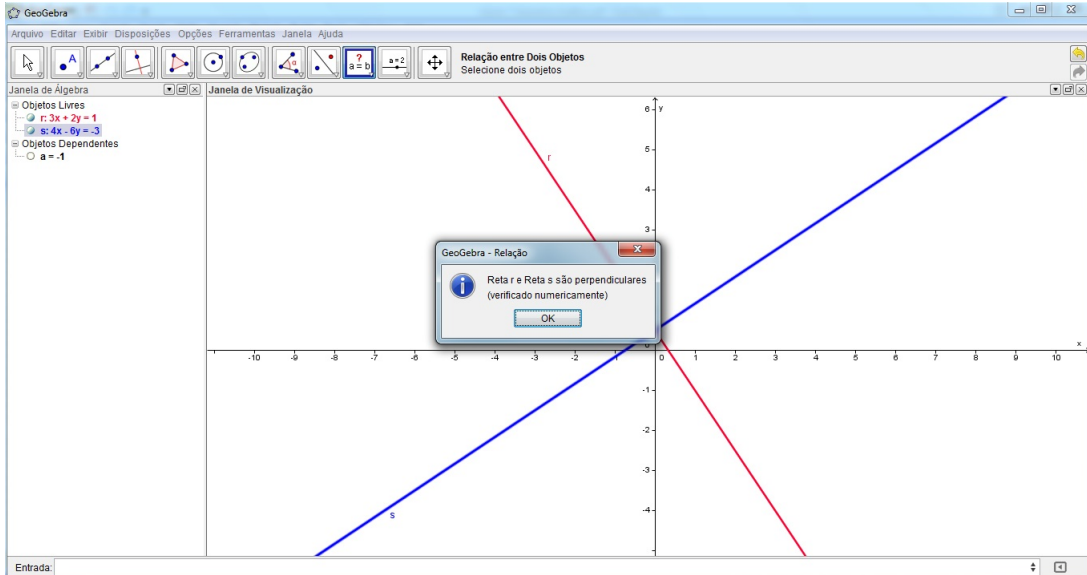 GeoGebra
Arquivo Editar Exibir Disposições Opções Ferramentas Janela Ajuda
A
α
?
a = b
a = 2
Relação entre Dois Objetos
Selecione dois objetos
Janela de Álgebra
Objetos Livres
r: 3x + 2y = 1
s: 4x - 6y = -3
Objetos Dependentes
a = -1
Janela de Visualização
y
6
5
4
3
r
GeoGebra - Relação
Reta r e Reta s são perpendiculares
(verificado numericamente)
OK
0
x
-10 -9 -8 -7 -6 -5 -4 -3 -2 0 1 2 3 4 5 6 7 8 9 10
-1
-2
-3
-4
s
Entrada: